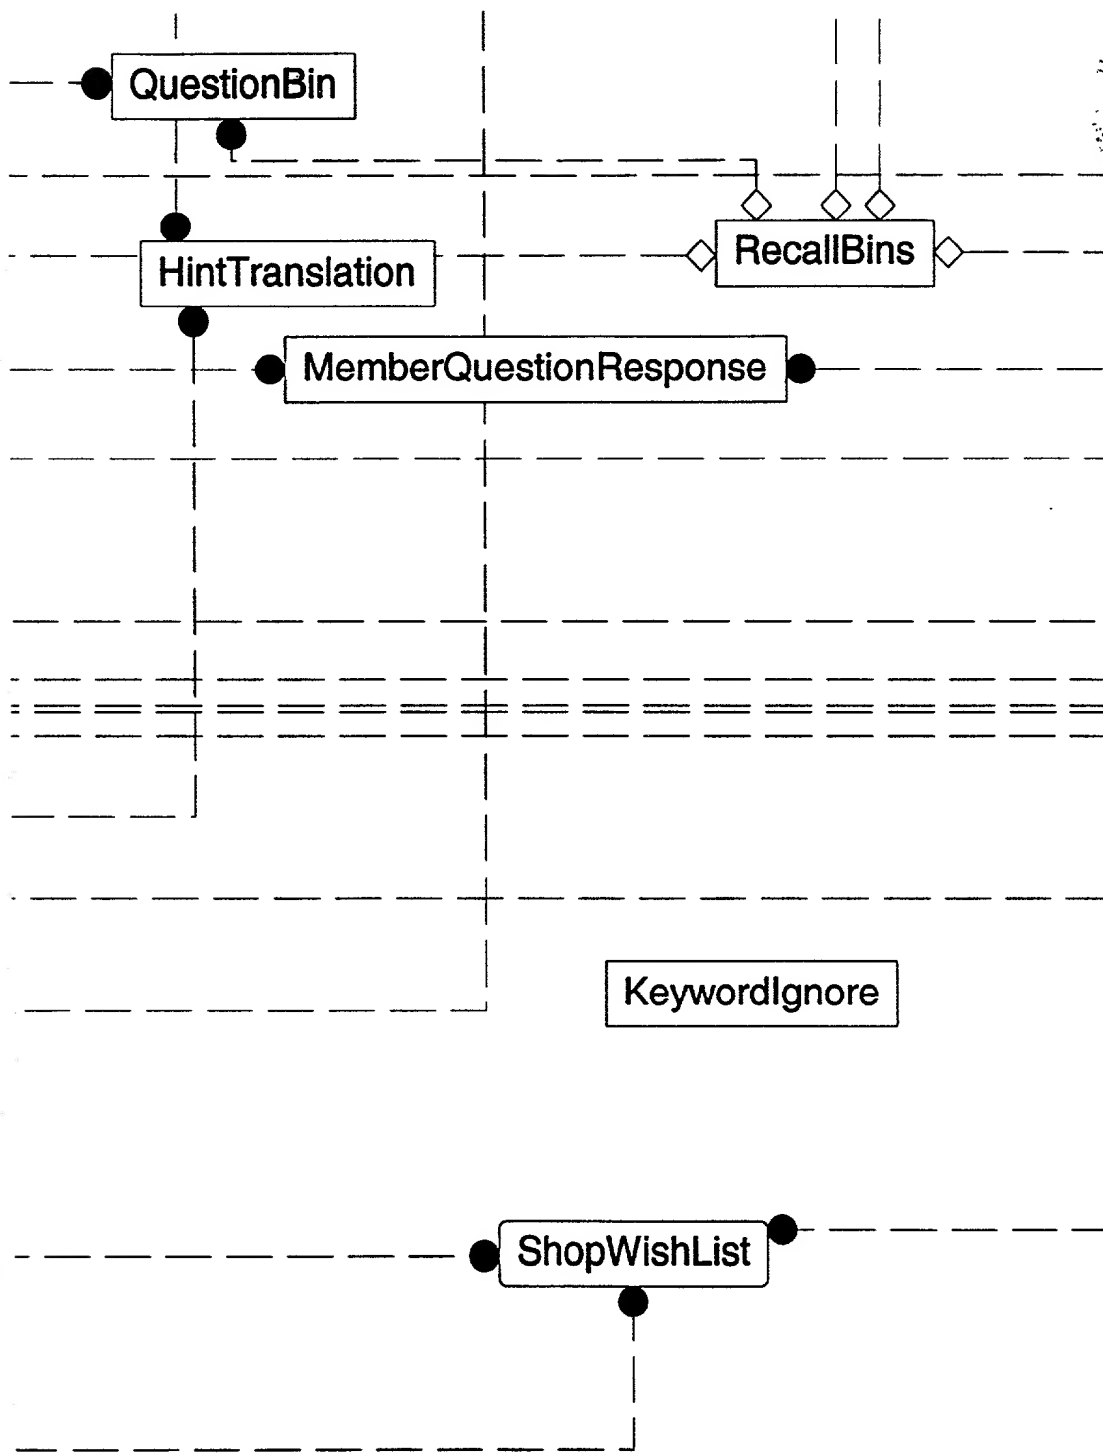 QuestionBin
RecallBins
HintTranslation
MemberQuestionResponse
KeywordIgnore
ShopWishList